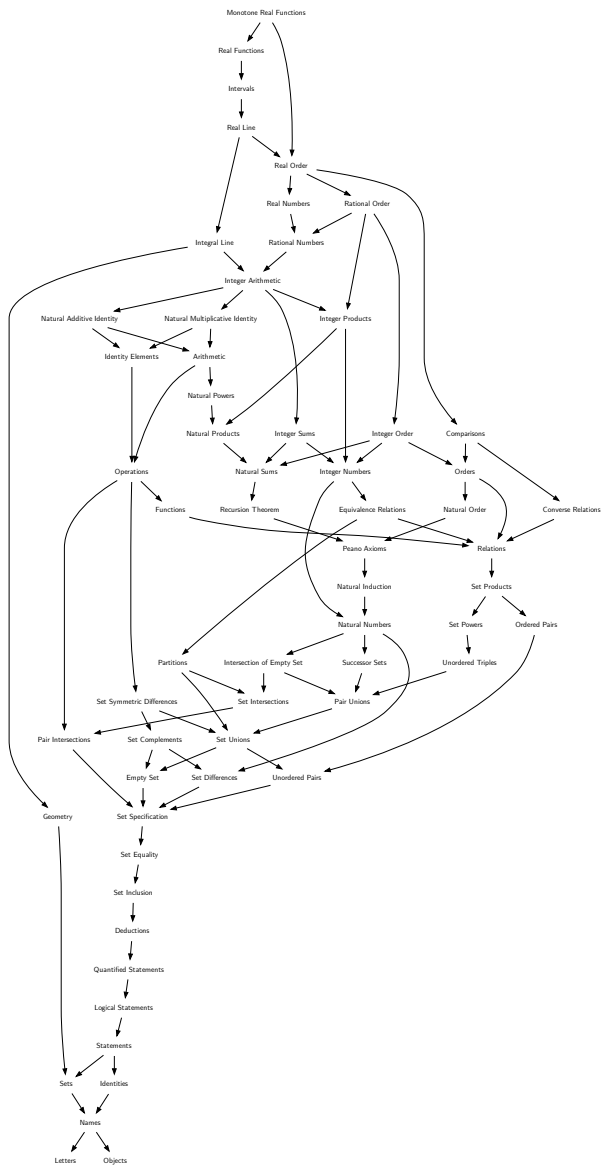 Monotone Real Functions
Real Functions
Intervals
Real Line
Real Order
Real Numbers
Rational Order
Integral Line
Rational Numbers
Integer Arithmetic
Natural Additive Identity
Natural Multiplicative Identity
Integer Products
Identity Elements
Arithmetic
Natural Powers
Natural Products
Integer Sums
Integer Order
Comparisons
Operations
Natural Sums
Integer Numbers
Orders
Functions
Recursion Theorem
Equivalence Relations
Natural Order
Converse Relations
Peano Axioms
Relations
Natural Induction
Set Products
Natural Numbers
Set Powers
Ordered Pairs
Partitions
Intersection of Empty Set
Successor Sets
Unordered Triples
Set Symmetric Differences
Set Intersections
Pair Unions
Pair Intersections
Set Complements
Set Unions
Empty Set
Set Differences
Unordered Pairs
Geometry
Set Specification
Set Equality
Set Inclusion
Deductions
Quantified Statements
Logical Statements
Statements
Sets
Identities
Names
Letters
Objects